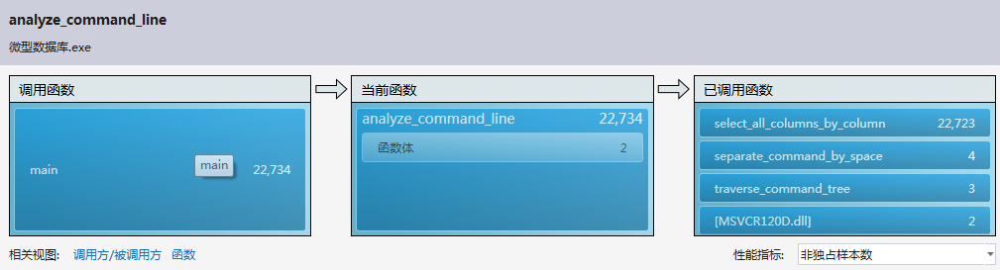 analyze_command_line
微型数据库.exe
调用函数
main
main
22,734
当前函数
analyze_command_line 22,734
函数体 2
已调用函数
select_all_columns_by_column 22,723
separate_command_by_space 4
traverse_command_tree 3
[MSVCR120D.dll] 2
相关视图: 调用方/被调用方 函数
性能指标: 非独占样本数